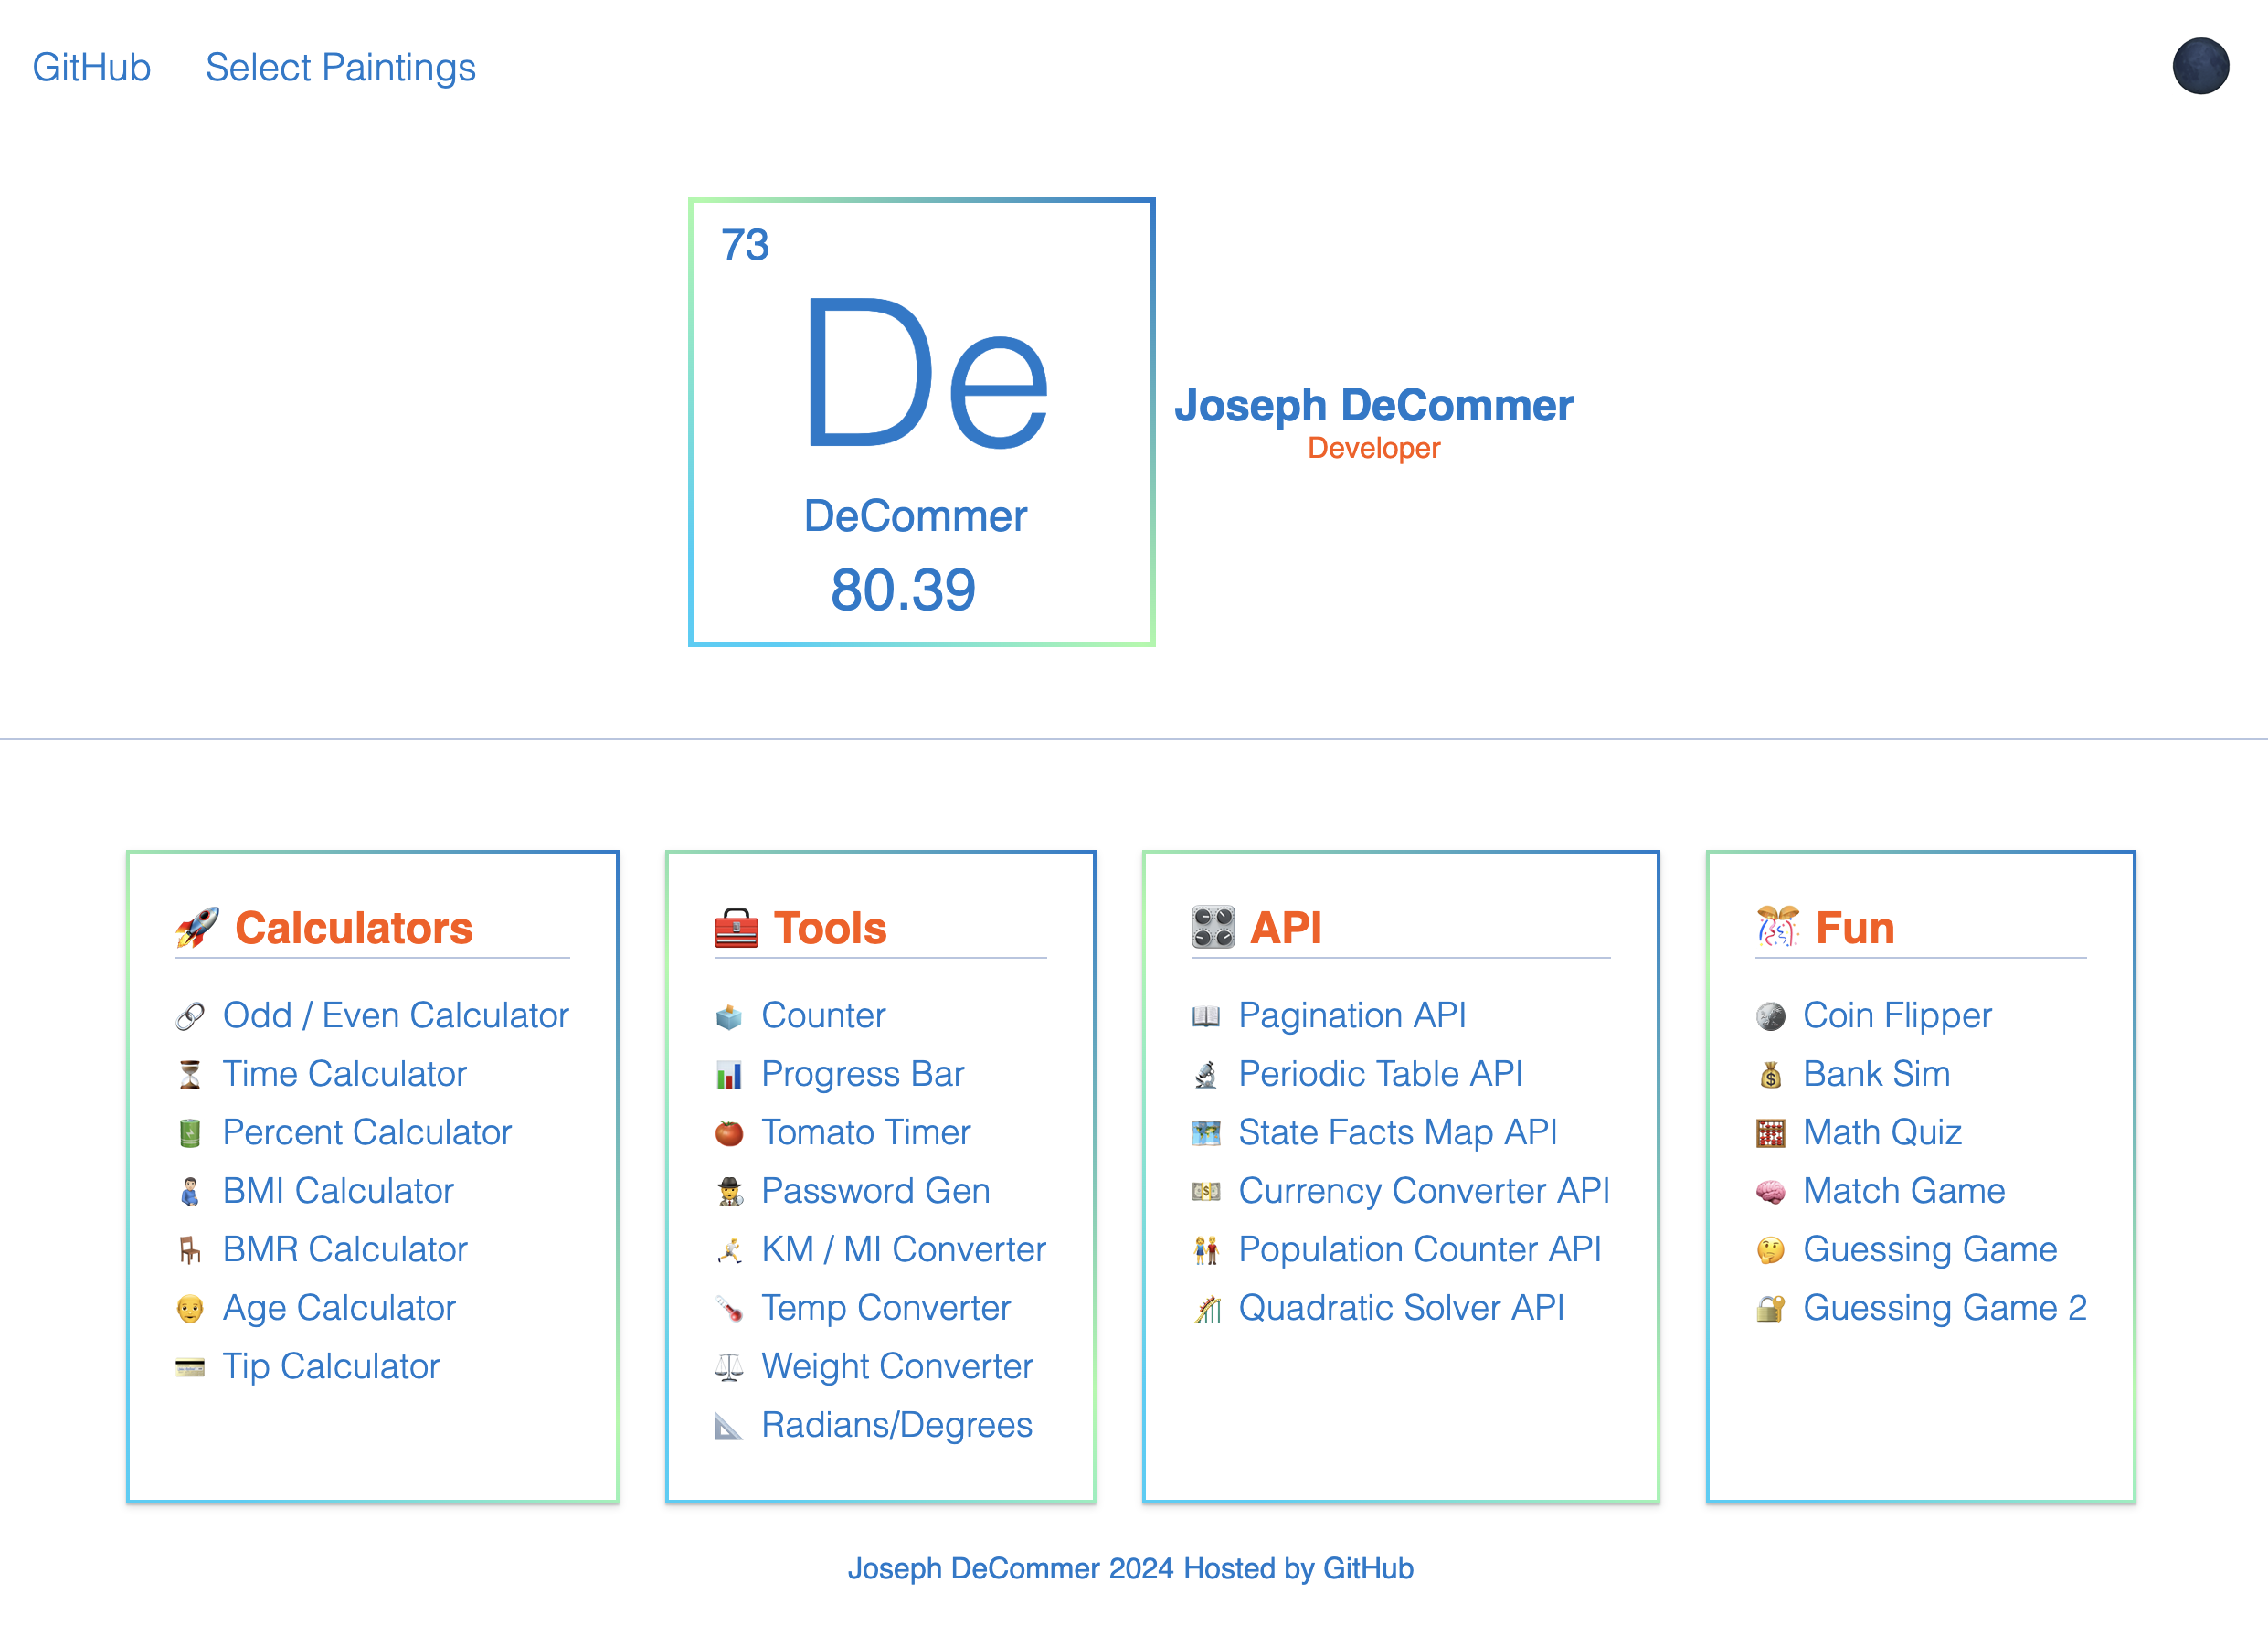 GitHub Select Paintings
73
De
DeCommer
80.39
Joseph DeCommer
Developer
Calculators
Odd / Even Calculator
Time Calculator
Percent Calculator
BMI Calculator
BMR Calculator
Age Calculator
Tip Calculator
Tools
Counter
Progress Bar
Tomato Timer
Password Gen
KM / MI Converter
Temp Converter
Weight Converter
Radians/Degrees
API
Pagination API
Periodic Table API
State Facts Map API
Currency Converter API
Population Counter API
Quadratic Solver API
Fun
Coin Flipper
Bank Sim
Math Quiz
Match Game
Guessing Game
Guessing Game 2
Joseph DeCommer 2024 Hosted by GitHub